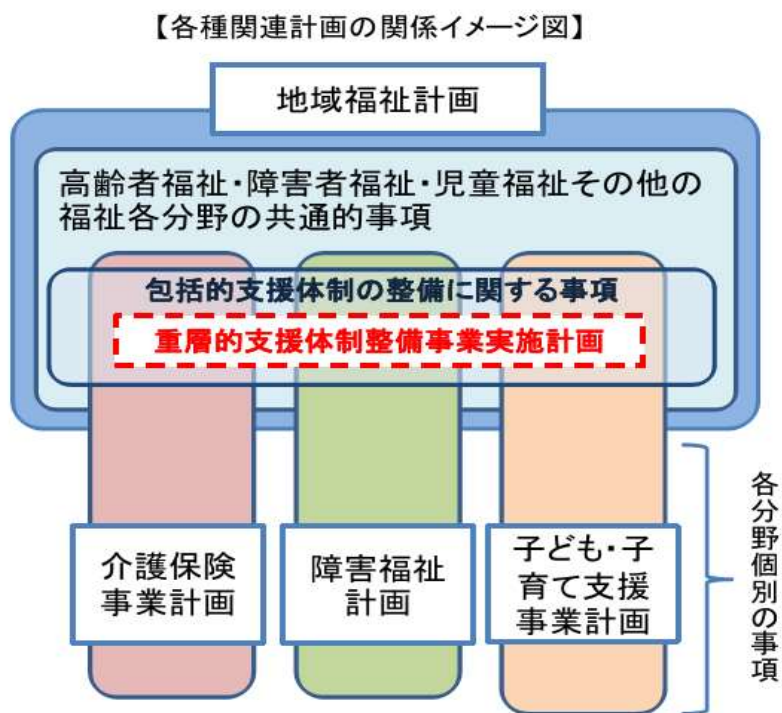 【各種関連計画の関係イメージ図】
地域福祉計画
高齢者福祉・障害者福祉・児童福祉その他の
福祉各分野の共通的事項
包括的支援体制の整備に関する事項
重層的支援体制整備事業実施計画
介護保険
事業計画
障害福祉
計画
子ども・子
育て支援
事業計画
各分野個別の事項